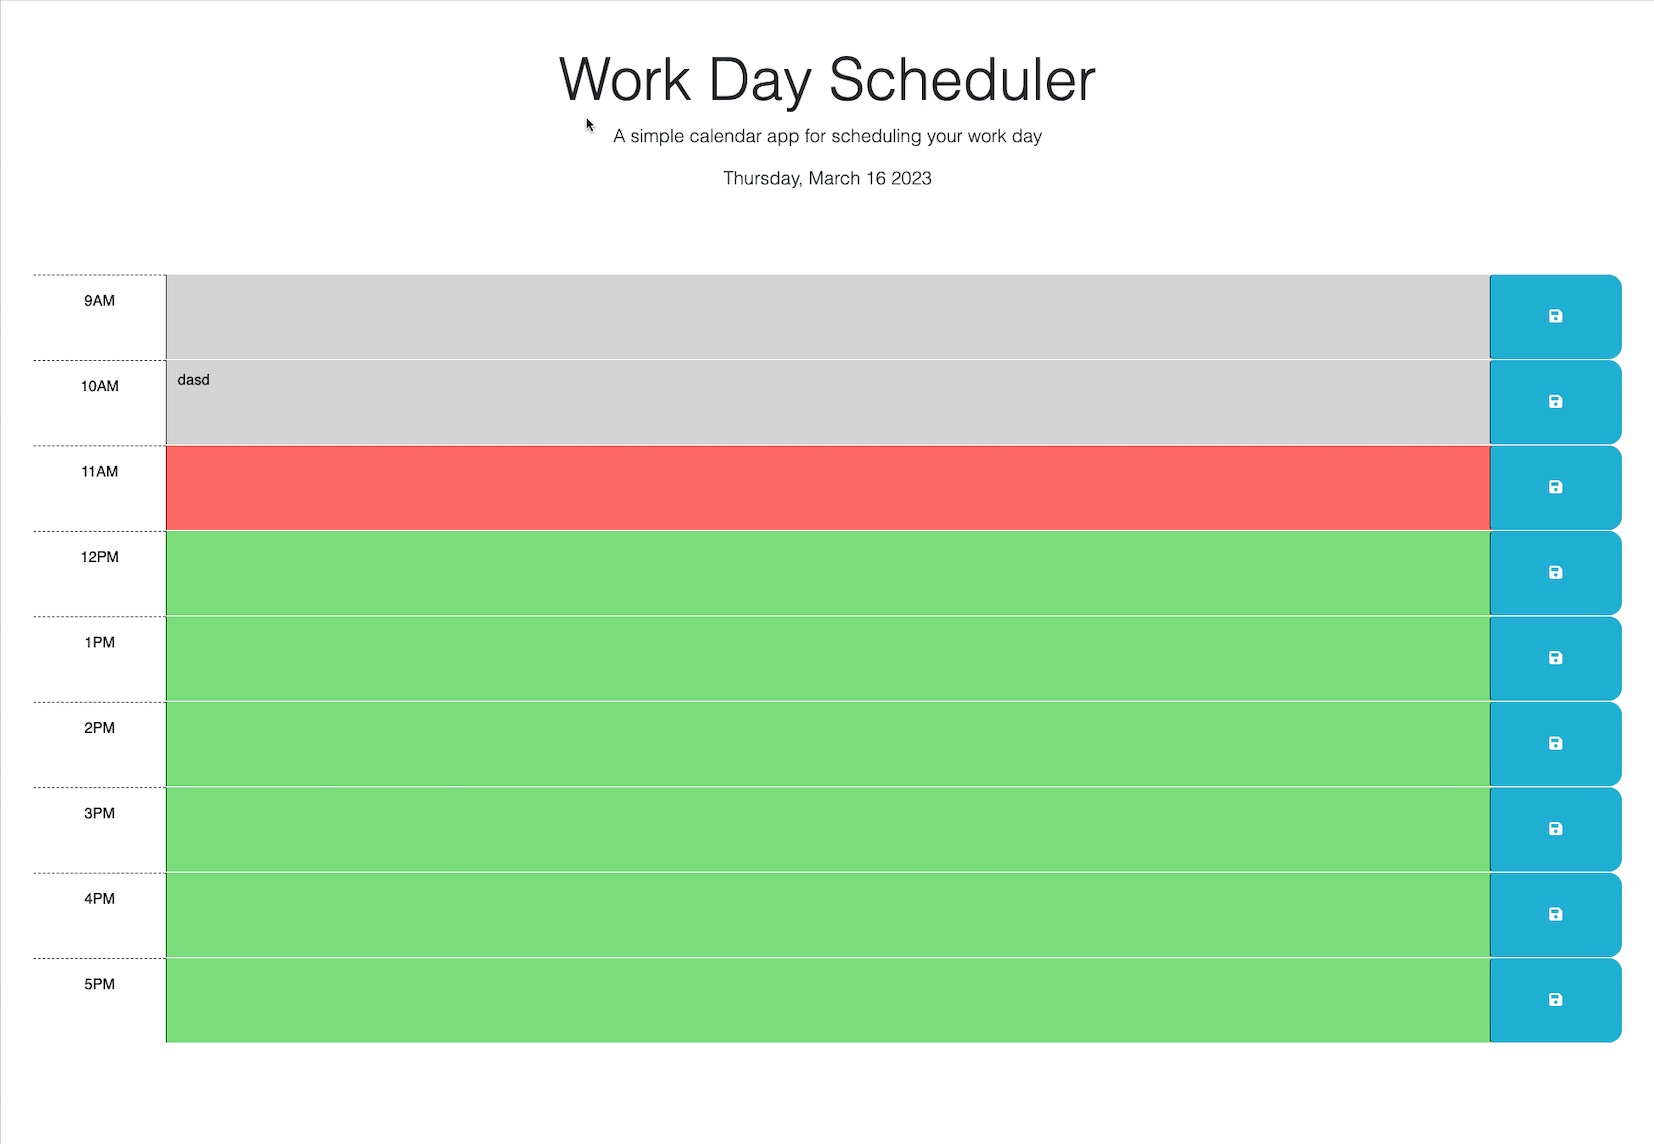 Work Day Scheduler
A simple calendar app for scheduling your work day
Thursday, March 16 2023
9AM
10AM
dasd
11AM
12PM
1PM
2PM
3PM
4PM
5PM